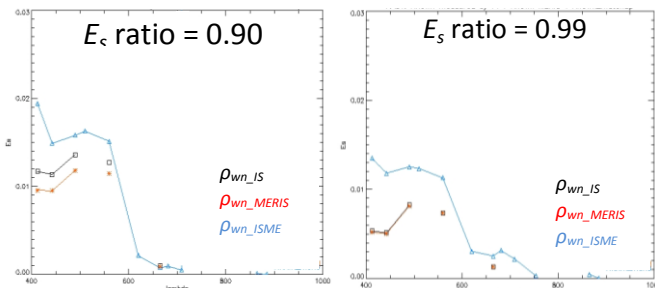 Es ratio = 0.90
0.03
0.02
0.01
0.00
Es
ρwn_IS
ρwn_MERIS
ρwn_ISME
400
600
800
1000
Es ratio = 0.99
0.03
0.02
0.01
0.00
Es
ρwn_IS
ρwn_MERIS
ρwn_ISME
400
600
800
1000